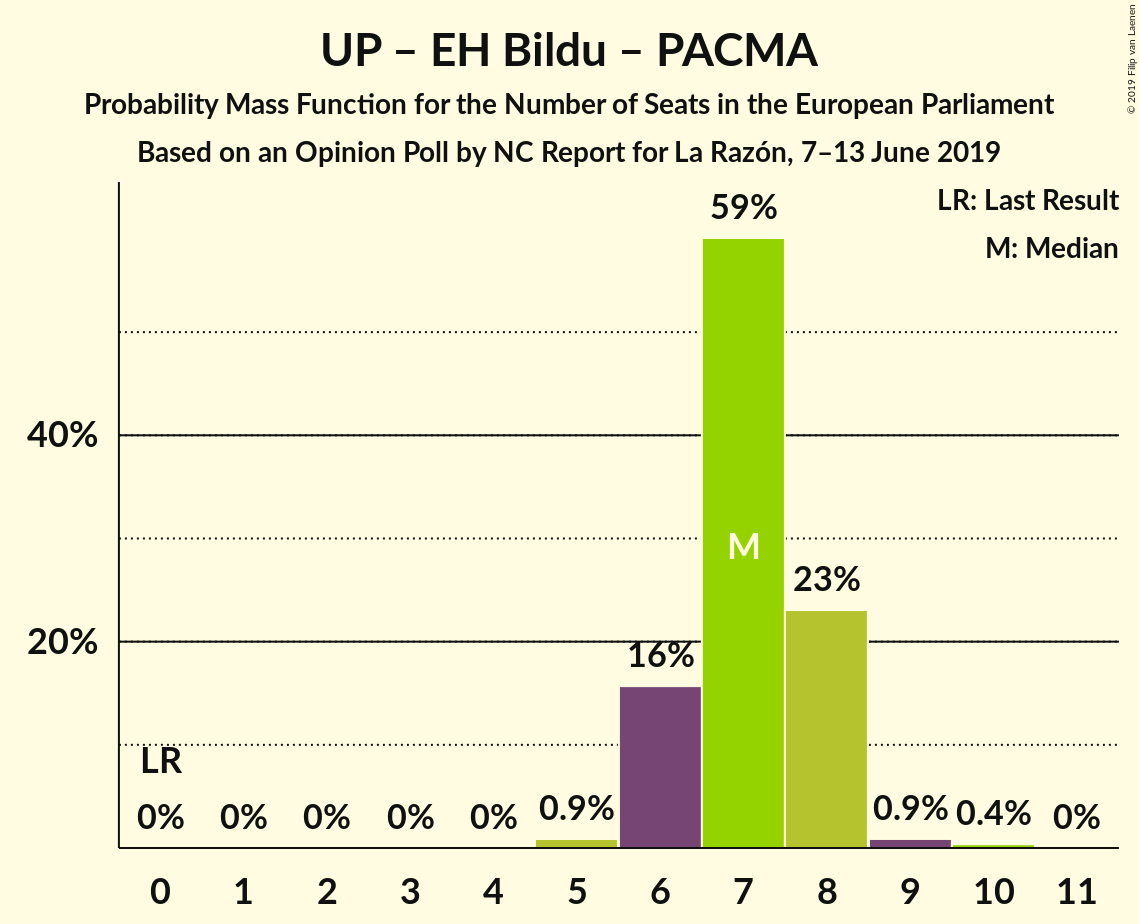 UP – EH Bildu – PACMA
Probability Mass Function for the Number of Seats in the European Parliament
Based on an Opinion Poll by NC Report for La Razón, 7–13 June 2019
© 2019 Filip van Laenen
LR: Last Result
M: Median
59%
40%
M
23%
20%
16%
LR
0%
0%
0%
0%
0%
0.9%
0.9%
0.4%
0%
0 1 2 3 4 5 6 7 8 9 10 11